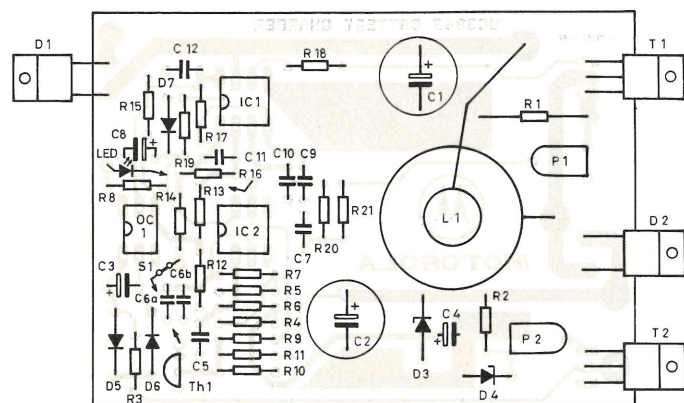 UC3843 BATTERY CHARGER
D1
C12
R18
T1
D7
R15
IC1
C1
R1
R17
C8
P1
LED
R19
C11
C10
C9
R16
R8
R14
R13
L1
OC
1
IC2
R21
R20
C7
D2
S1
C3
R12
R7
C6b
R5
C6a
MOTOROLA
R6
R4
C4
R2
C2
R9
C5
P2
T2
R11
D3
R10
D5
D6
Th1
D4
R3